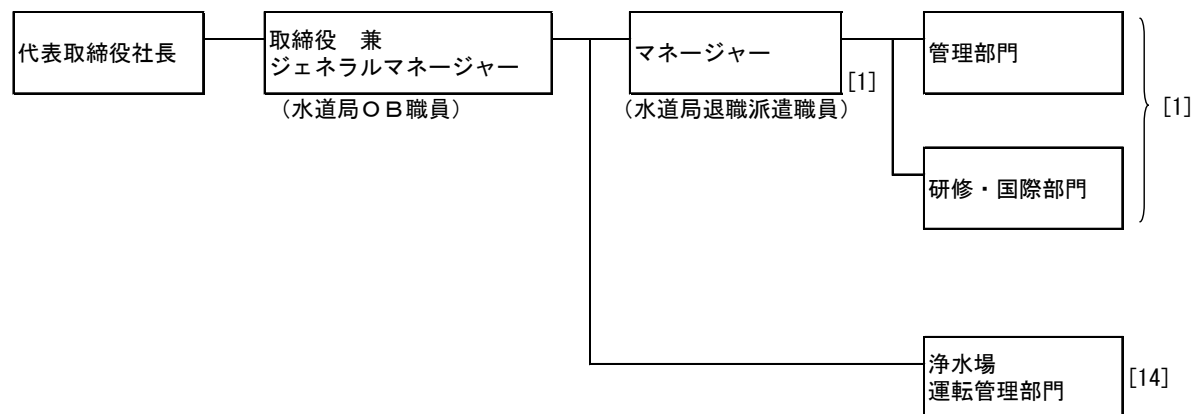 代表取締役社長
取締役　兼
ジェネラルマネージャー
（水道局ＯＢ職員）
マネージャー
[1]
（水道局退職派遣職員）
管理部門
[1]
研修・国際部門
浄水場
運転管理部門
[14]